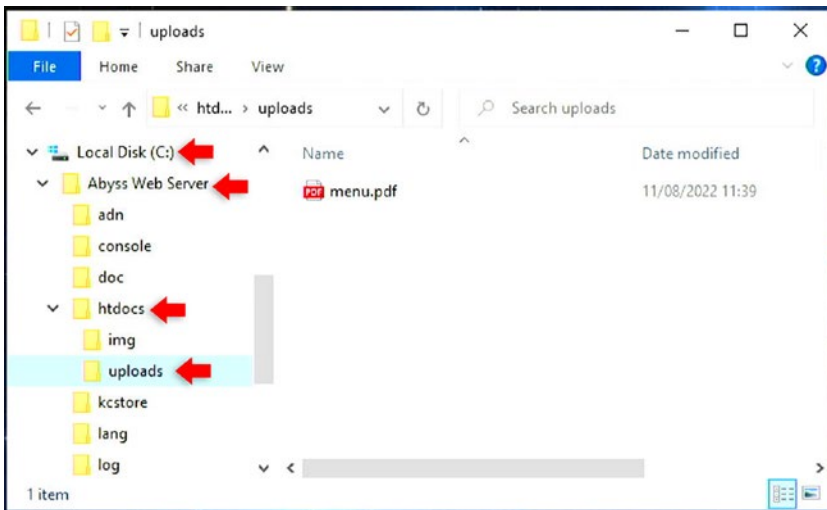 uploads
File Home Share View
« htd... › uploads Search uploads
Local Disk (C:)
Abyss Web Server
adn
console
doc
htdocs
img
uploads
kcstore
lang
log
Name Date modified
PDF menu.pdf 11/08/2022 11:39
1 item